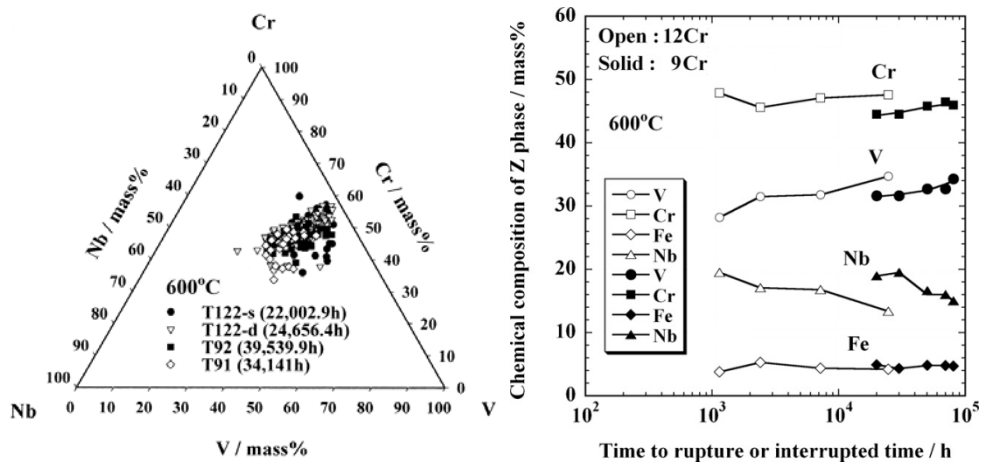 Cr
0
100
10
90
20
80
30
70
40
60
50
50
60
40
70
30
80
20
90
10
100
0
Nb / mass%
Cr / mass%
600°C
T122-s (22,002.9h)
T122-d (24,656.4h)
T92 (39,539.9h)
T91 (34,141h)
Nb
0 10 20 30 40 50 60 70 80 90 100
V
V / mass%
Chemical composition of Z phase / mass%
60
50
40
30
20
10
0
Open : 12Cr
Solid : 9Cr
600°C
Cr
V
Nb
Fe
V
Cr
Fe
Nb
V
Cr
Fe
Nb
10²
10³
10⁴
10⁵
Time to rupture or interrupted time / h